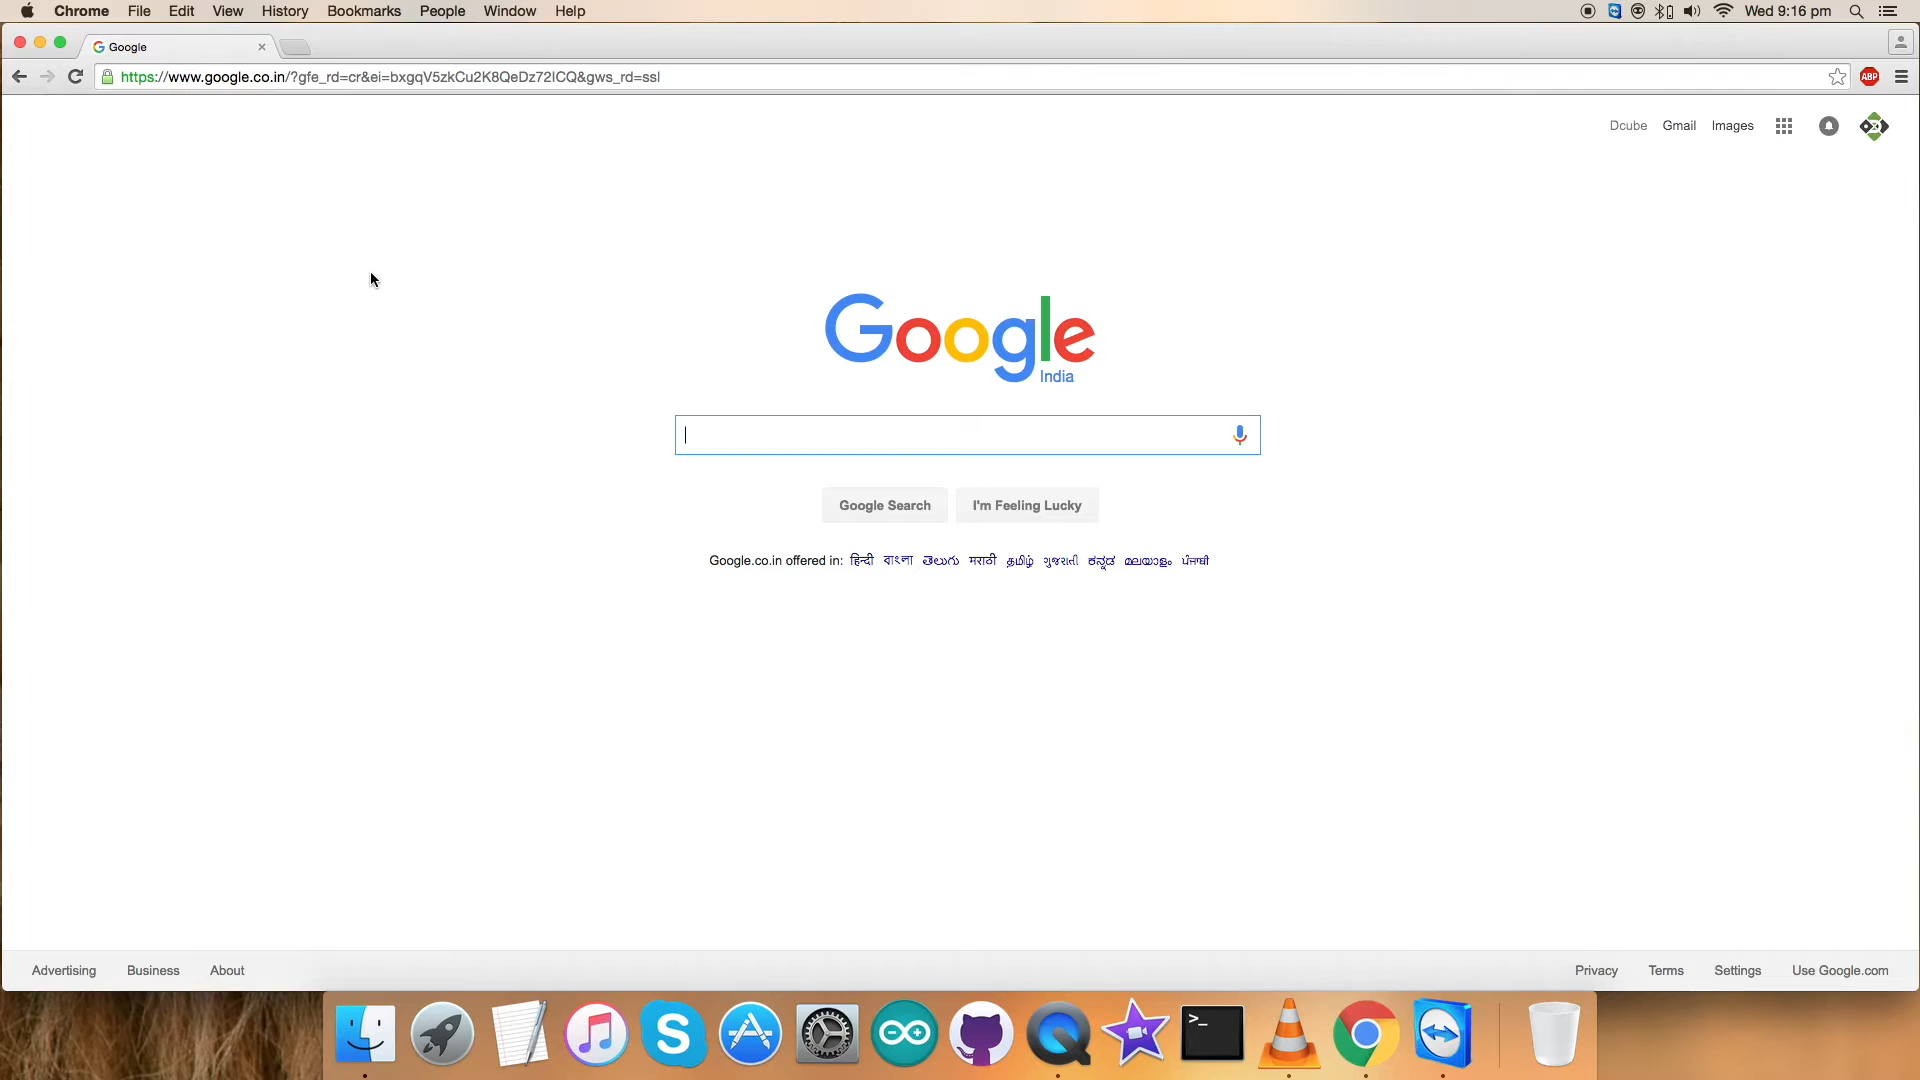 Chrome File Edit View History Bookmarks People Window Help Wed 9:16 pm
Google
https://www.google.co.in/?gfe_rd=cr&ei=bxgqV5zkCu2K8QeDz72ICQ&gws_rd=ssl ABP
Dcube Gmail Images
Google
India
Google Search I'm Feeling Lucky
Google.co.in offered in: हिन्दी বাংলা తెలుగు मराठी தமிழ் ગુજરાતી ಕನ್ನಡ മലയാളം ਪੰਜਾਬੀ
Advertising Business About Privacy Terms Settings Use Google.com
S >_